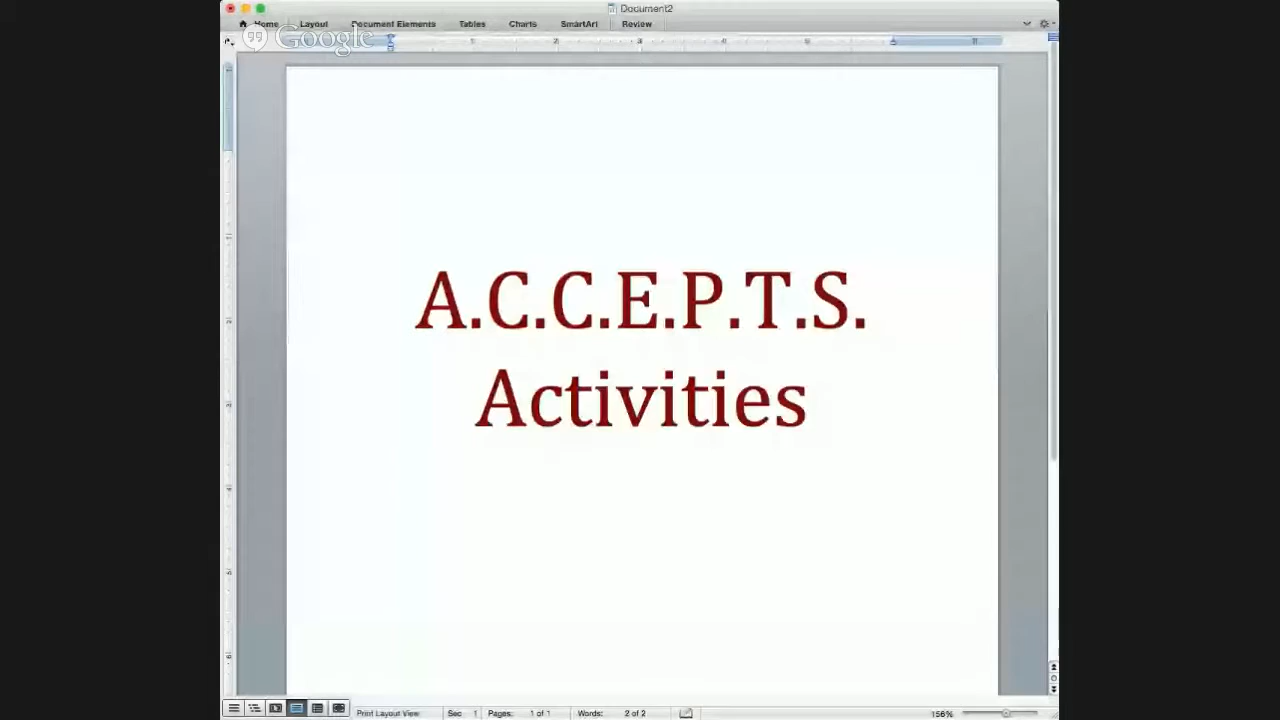 Document2
Home Layout Document Elements Tables Charts SmartArt Review
Google
A.C.C.E.P.T.S.
Activities
Print Layout View Sec 1 Pages: 1 of 1 Words: 2 of 2 156%